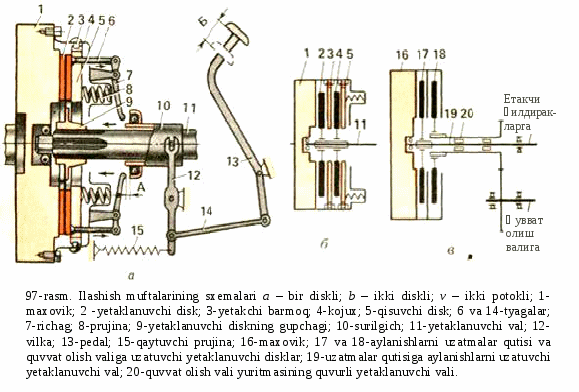 1 2 3 4 5 6
Б
7
8
9
10 11
1 2 3 4 5
16 17 18
19 20
Етакчи
илдирак-
ларга
11
13
12
А
14
15
увват
олиш
валига
а
б
в
97-rasm. Ilashish muftalarining sxemalari a – bir diskli; b – ikki diskli; v – ikki potokli; 1-
maxovik; 2 -yetaklanuvchi disk; 3-yetakchi barmoq; 4-kojux; 5-qisuvchi disk; 6 va 14-tyagalar;
7-richag; 8-prujina; 9-yetaklanuvchi diskning gupchagi; 10-surilgich; 11-yetaklanuvchi val; 12-
vilka; 13-pedal; 15-qaytuvchi prujina; 16-maxovik; 17 va 18-aylanishlarni uzatmalar qutisi va
quvvat olish valiga uzatuvchi yetaklanuvchi disklar; 19-uzatmalar qutisiga aylanishlarni uzatuvchi
yetaklanuvchi val; 20-quvvat olish vali yuritmasining quvurli yetaklanuvchi vali.